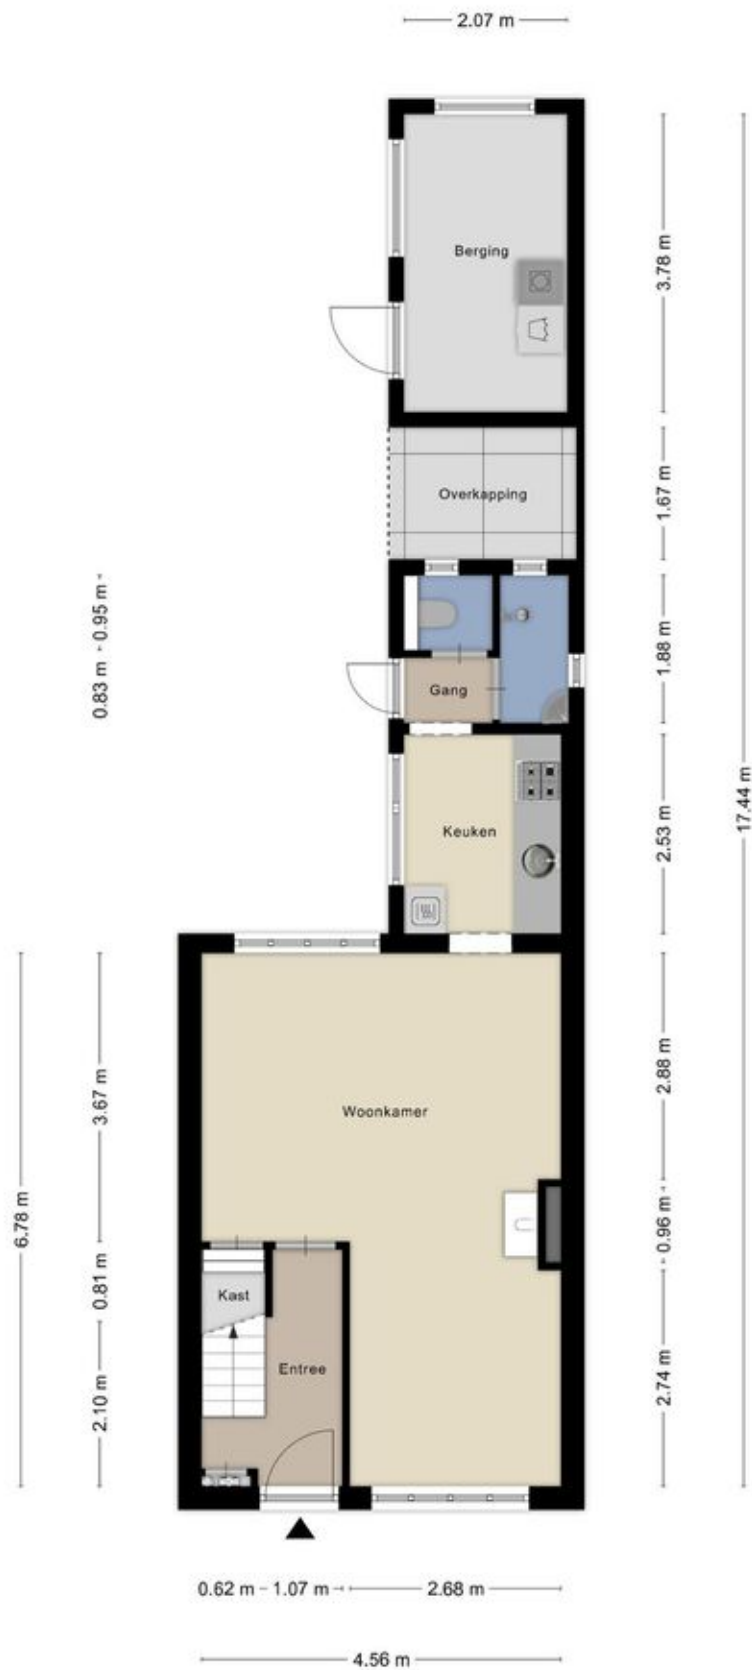 2.07 m
Berging
3.78 m
Overkapping
1.67 m
0.95 m
0.83 m
1.88 m
Gang
17.44 m
Keuken
2.53 m
Woonkamer
3.67 m
2.88 m
6.78 m
0.96 m
0.81 m
Kast
Entree
2.10 m
2.74 m
0.62 m
1.07 m
2.68 m
4.56 m